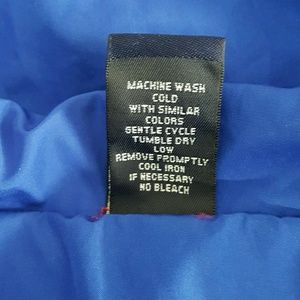 MACHINE WASH
COLD
WITH SIMILAR
COLORS
GENTLE CYCLE
TUMBLE DRY
LOW
REMOVE PROMPTLY
COOL IRON
IF NECESSARY
NO BLEACH